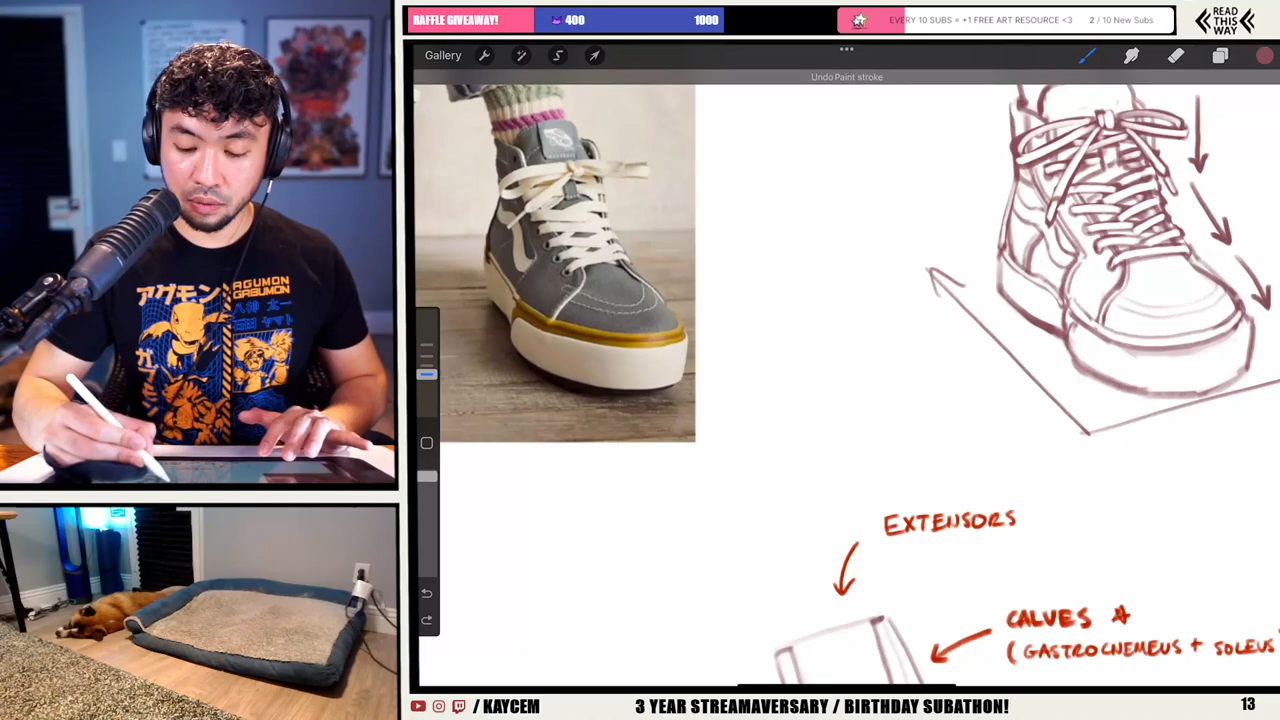 RAFFLE GIVEAWAY!
400
1000
EVERY 10 SUBS = +1 FREE ART RESOURCE <3
2 / 10 New Subs
READ
THIS
WAY
Gallery
Undo Paint stroke
アグモン
AGUMON
GABUMON
EXTENSORS
CALVES
(GASTROCNEMEUS + SOLEUS
/ KAYCEM
3 YEAR STREAMAVERSARY / BIRTHDAY SUBATHON!
13